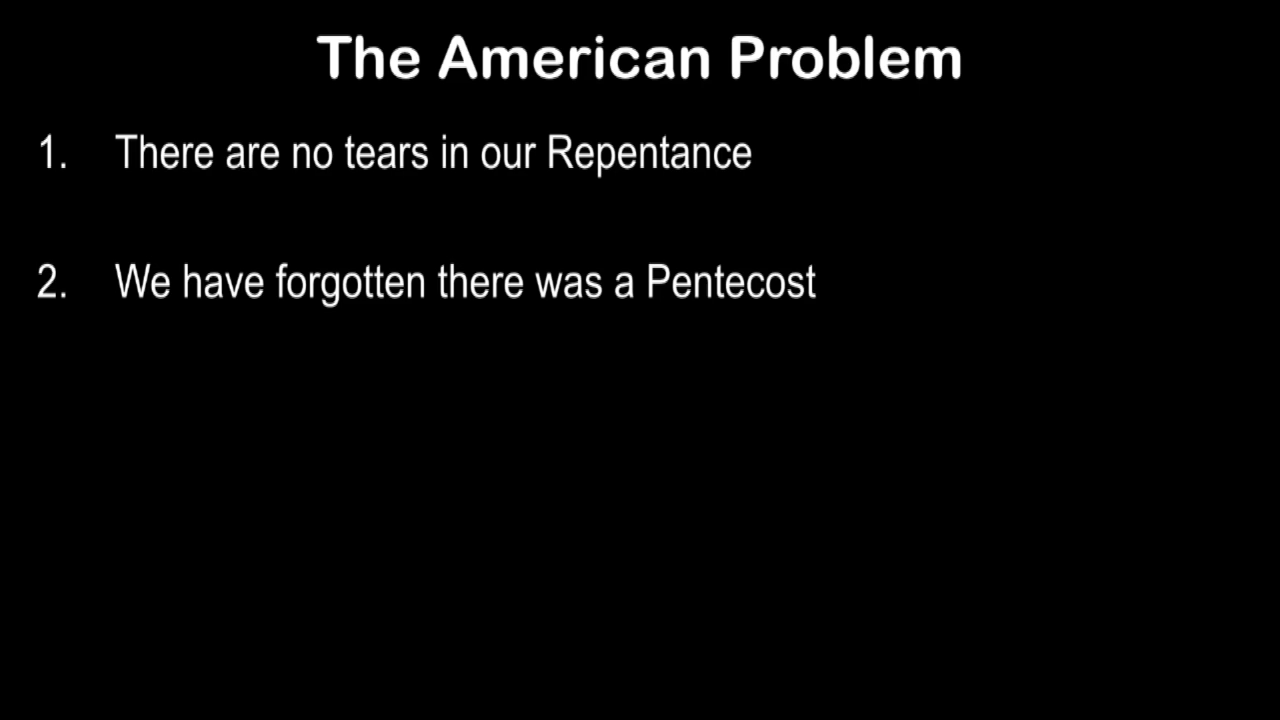 The American Problem
1. There are no tears in our Repentance
2. We have forgotten there was a Pentecost